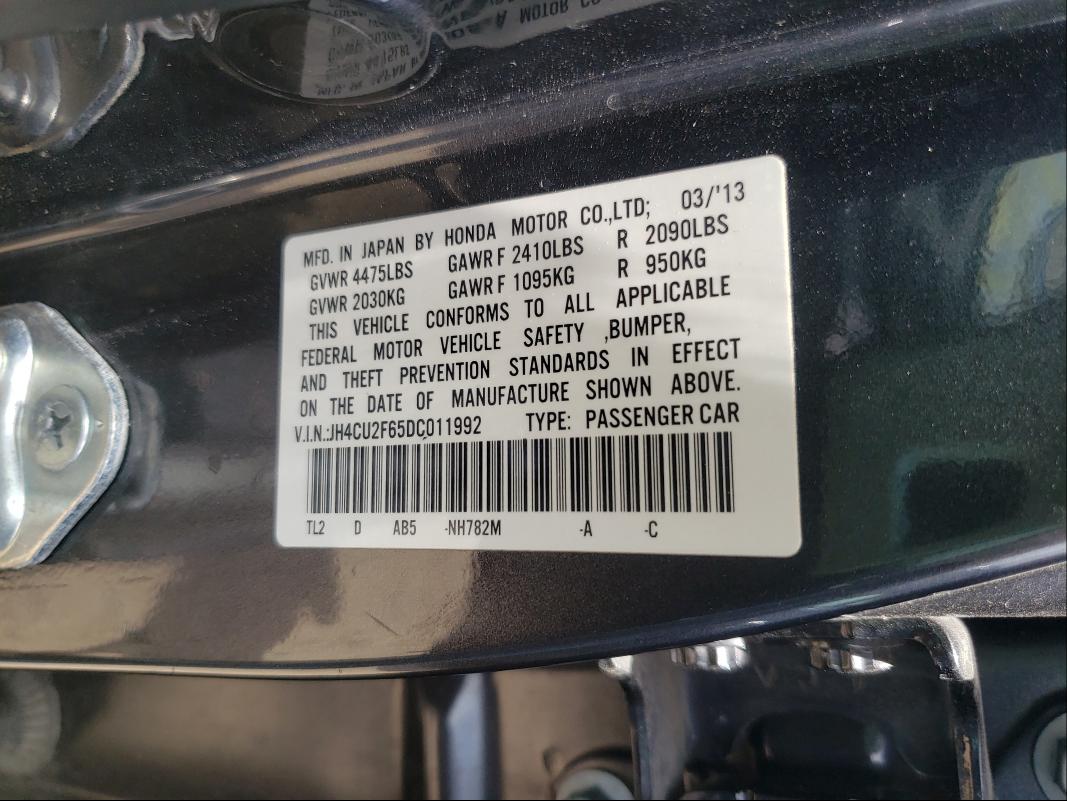 MFD. IN JAPAN BY HONDA MOTOR CO.,LTD; 03/'13
GVWR 4475LBS GAWR F 2410LBS R 2090LBS
GVWR 2030KG GAWR F 1095KG R 950KG
THIS VEHICLE CONFORMS TO ALL APPLICABLE
FEDERAL MOTOR VEHICLE SAFETY ,BUMPER,
AND THEFT PREVENTION STANDARDS IN EFFECT
ON THE DATE OF MANUFACTURE SHOWN ABOVE.
V.I.N.:JH4CU2F65DC011992 TYPE: PASSENGER CAR
TL2 D AB5 -NH782M -A -C